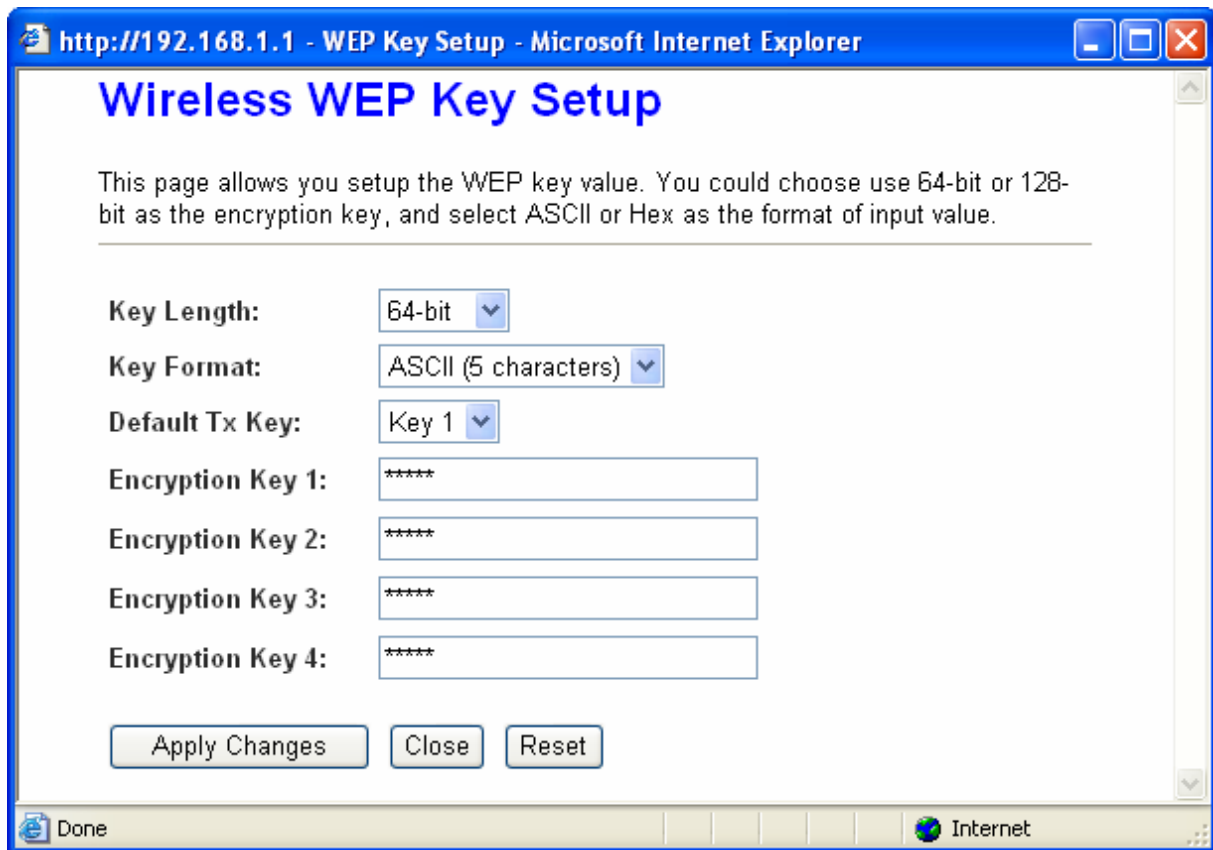 http://192.168.1.1 - WEP Key Setup - Microsoft Internet Explorer
Wireless WEP Key Setup
This page allows you setup the WEP key value. You could choose use 64-bit or 128-
bit as the encryption key, and select ASCII or Hex as the format of input value.
Key Length: 64-bit
Key Format: ASCII (5 characters)
Default Tx Key: Key 1
Encryption Key 1: *****
Encryption Key 2: *****
Encryption Key 3: *****
Encryption Key 4: *****
Apply Changes Close Reset
Done Internet